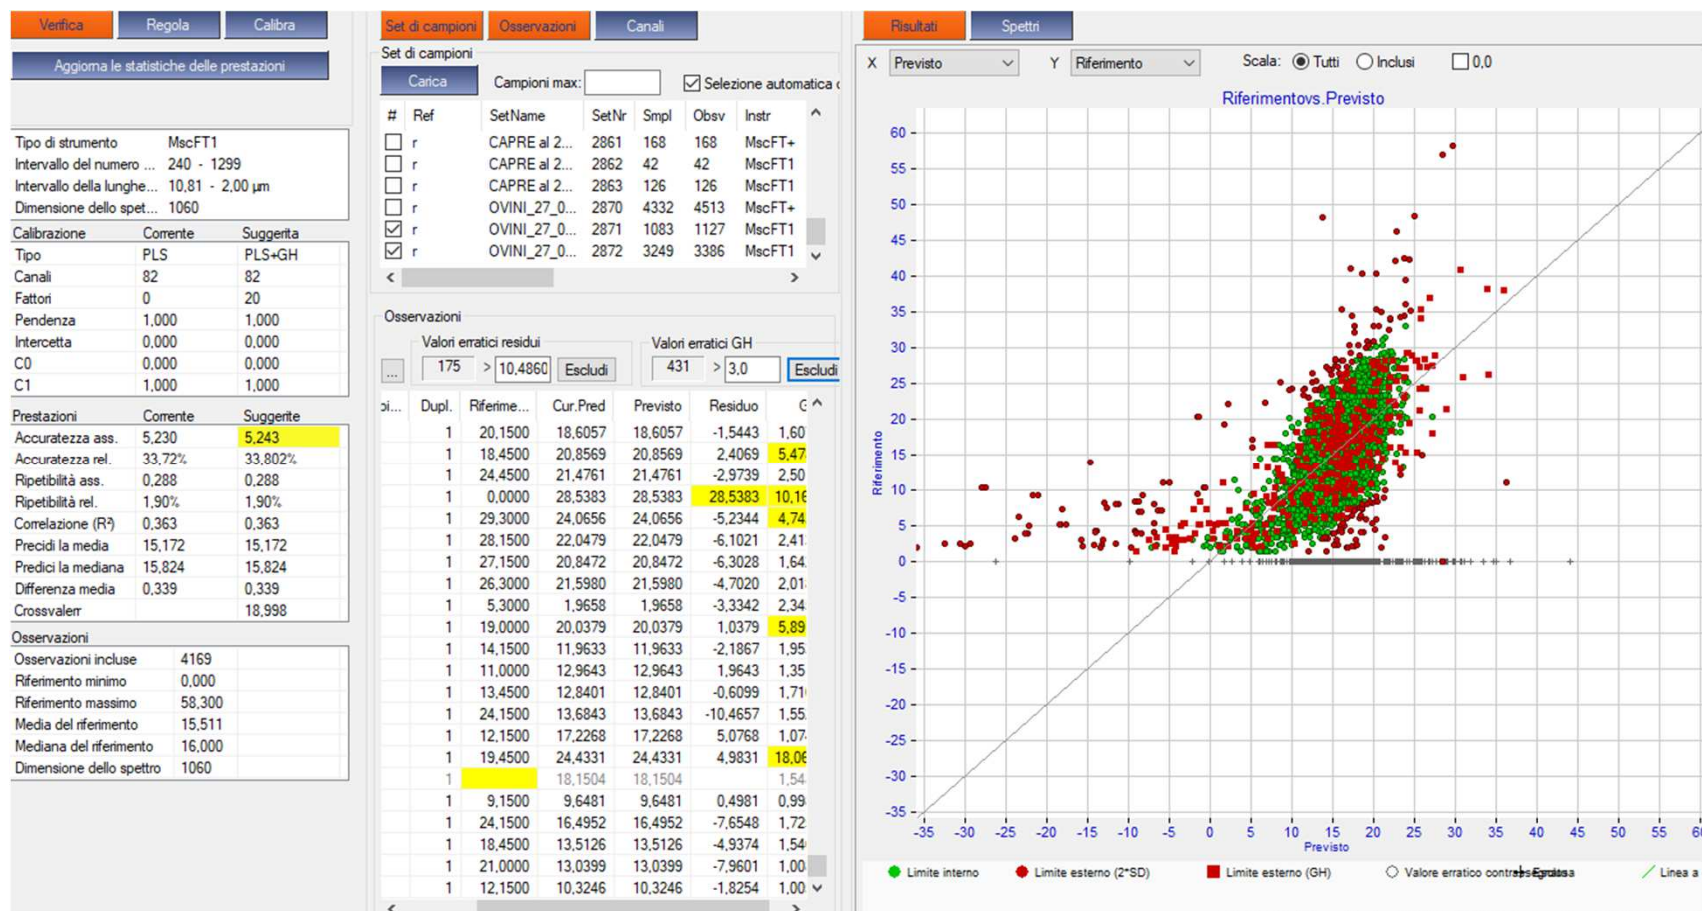 Verifica Regola Calibra
Aggiorna le statistiche delle prestazioni
Tipo di strumento MscFT1
Intervallo del numero ... 240 - 1299
Intervallo della lunghe... 10,81 - 2,00 µm
Dimensione dello spet... 1060
Calibrazione Corrente Suggerita
Tipo PLS PLS+GH
Canali 82 82
Fattori 0 20
Pendenza 1,000 1,000
Intercetta 0,000 0,000
C0 0,000 0,000
C1 1,000 1,000
Prestazioni Corrente Suggerite
Accuratezza ass. 5,230 5,243
Accuratezza rel. 33,72% 33,802%
Ripetibilità ass. 0,288 0,288
Ripetibilità rel. 1,90% 1,90%
Correlazione (R²) 0,363 0,363
Precidi la media 15,172 15,172
Predici la mediana 15,824 15,824
Differenza media 0,339 0,339
Crossvalerr 18,998
Osservazioni
Osservazioni incluse 4169
Riferimento minimo 0,000
Riferimento massimo 58,300
Media del riferimento 15,511
Mediana del riferimento 16,000
Dimensione dello spettro 1060
Set di campioni Osservazioni Canali
Set di campioni
Carica Campioni max: Selezione automatica
# Ref SetName SetNr Smpl Obsv Instr
r CAPRE al 2... 2861 168 168 MscFT+
r CAPRE al 2... 2862 42 42 MscFT1
r CAPRE al 2... 2863 126 126 MscFT1
r OVINI_27_0... 2870 4332 4513 MscFT+
r OVINI_27_0... 2871 1083 1127 MscFT1
r OVINI_27_0... 2872 3249 3386 MscFT1
Osservazioni
Valori erratici residui Valori erratici GH
... 175 > 10,4860 Escludi 431 > 3,0 Escludi
Dupl. Riferime... Cur.Pred Previsto Residuo
1 20,1500 18,6057 18,6057 -1,5443 1,60
1 18,4500 20,8569 20,8569 2,4069 5,47
1 24,4500 21,4761 21,4761 -2,9739 2,50
1 0,0000 28,5383 28,5383 28,5383 10,16
1 29,3000 24,0656 24,0656 -5,2344 4,74
1 28,1500 22,0479 22,0479 -6,1021 2,41
1 27,1500 20,8472 20,8472 -6,3028 1,64
1 26,3000 21,5980 21,5980 -4,7020 2,01
1 5,3000 1,9658 1,9658 -3,3342 2,34
1 19,0000 20,0379 20,0379 1,0379 5,89
1 14,1500 11,9633 11,9633 -2,1867 1,95
1 11,0000 12,9643 12,9643 1,9643 1,35
1 13,4500 12,8401 12,8401 -0,6099 1,71
1 24,1500 13,6843 13,6843 -10,4657 1,55
1 12,1500 17,2268 17,2268 5,0768 1,07
1 19,4500 24,4331 24,4331 4,9831 18,06
1 18,1504 18,1504 1,54
1 9,1500 9,6481 9,6481 0,4981 0,99
1 24,1500 16,4952 16,4952 -7,6548 1,72
1 18,4500 13,5126 13,5126 -4,9374 1,54
1 21,0000 13,0399 13,0399 -7,9601 1,00
1 12,1500 10,3246 10,3246 -1,8254 1,00
Risultati Spettri
X Previsto Y Riferimento Scala: Tutti Inclusi 0,0
Riferimentovs.Previsto
60
55
50
45
40
35
30
25
20
15
10
5
0
-5
-10
-15
-20
-25
-30
-35
Riferimento
-35 -30 -25 -20 -15 -10 -5 0 5 10 15 20 25 30 35 40 45 50 55
Previsto
Limite interno Limite esterno (2*SD) Limite esterno (GH) Valore erratico Linea a